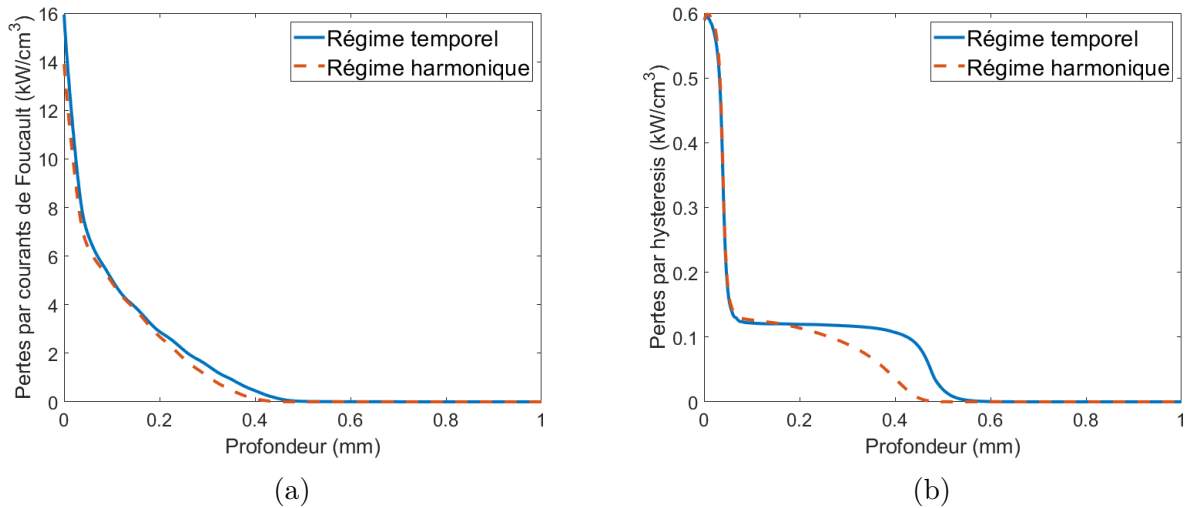 Pertes par courants de Foucault (kW/cm³)
16
14
12
10
8
6
4
2
0
0
0.2
0.4
0.6
0.8
1
Profondeur (mm)
Régime temporel
Régime harmonique
(a)
Pertes par hysteresis (kW/cm³)
0.6
0.5
0.4
0.3
0.2
0.1
0
0
0.2
0.4
0.6
0.8
1
Profondeur (mm)
Régime temporel
Régime harmonique
(b)